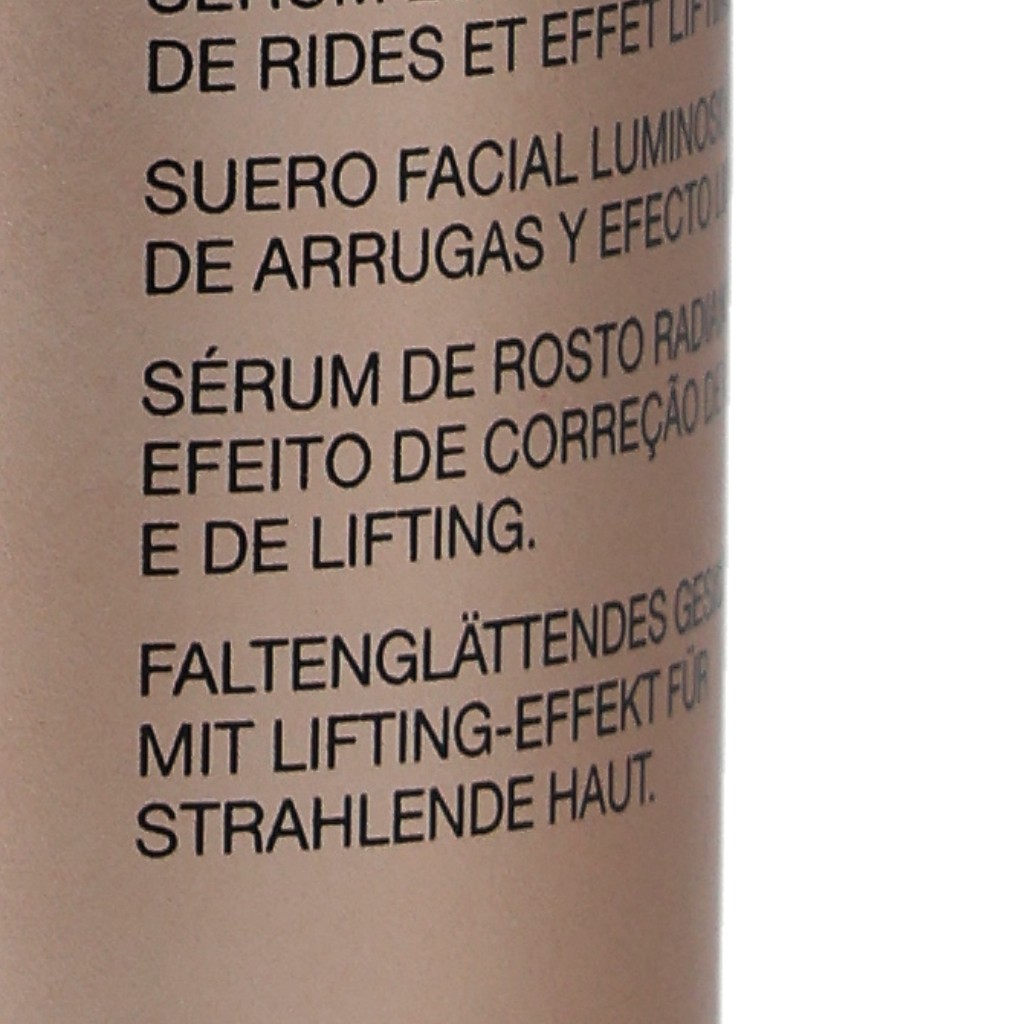 DE RIDES ET EFFET
SUERO FACIAL
DE ARRUGAS Y EFECTO
SÉRUM DE ROSTO
EFEITO DE CORREÇÃO DE
E DE LIFTING.
FALTENGLÄTTENDES
MIT LIFTING-EFFEKT FÜR
STRAHLENDE HAUT.